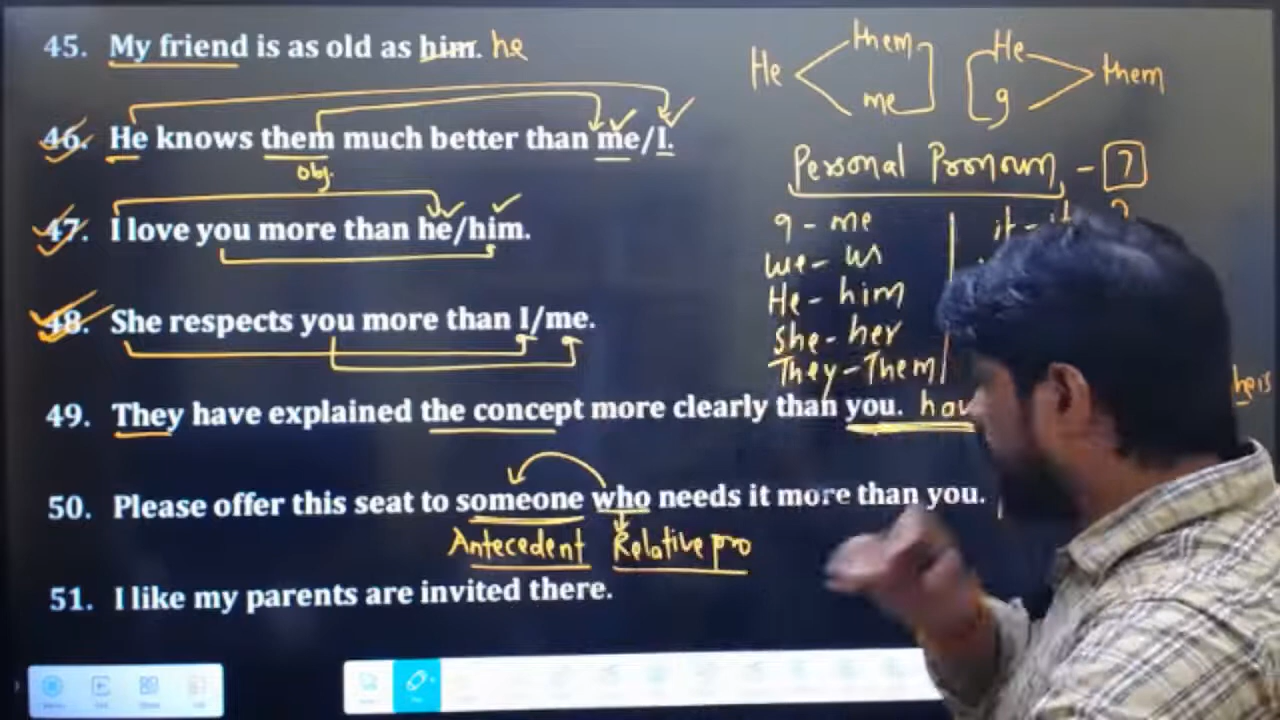 45. My friend is as old as him. he
46. He knows them much better than me/I.
obj.
47. I love you more than he/him.
48. She respects you more than I/me.
49. They have explained the concept more clearly than you.
50. Please offer this seat to someone who needs it more than you.
Antecedent Relative pro
51. I like my parents are invited there.
He them me
He I them
Personal Pronoun - 7
I - me
we - us
He - him
She - her
They - Them
it - it
he is